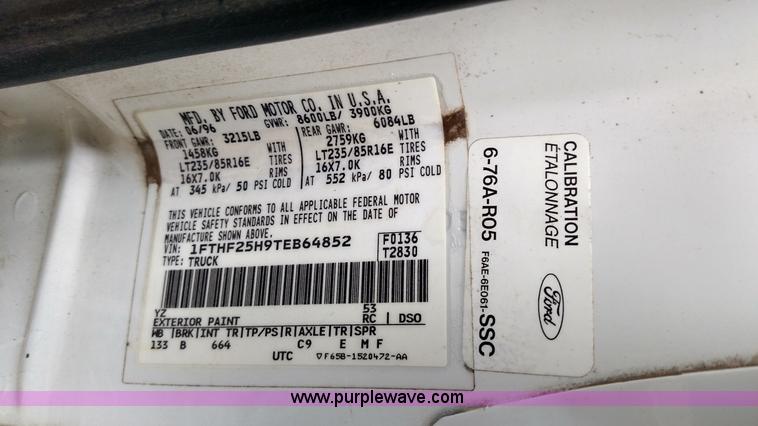 MFD. BY FORD MOTOR CO. IN U.S.A.
DATE: 06/96 GVWR: 8600LB/ 3900KG
FRONT GAWR: 3215LB REAR GAWR: 6084LB
1458KG WITH 2759KG WITH
LT235/85R16E TIRES LT235/85R16E TIRES
16X7.0K RIMS 16X7.0K RIMS
AT 345 kPa/ 50 PSI COLD AT 552 kPa/ 80 PSI COLD
THIS VEHICLE CONFORMS TO ALL APPLICABLE FEDERAL MOTOR
VEHICLE SAFETY STANDARDS IN EFFECT ON THE DATE OF
MANUFACTURE SHOWN ABOVE.
VIN: 1FTHF25H9TEB64852 F0136
TYPE: TRUCK T2830
YZ 53
EXTERIOR PAINT RC DSO
WB |BRK|INT TR|TP/PS|R|AXLE|TR|SPR
133 B 664 C9 E M F
UTC ▽F65B-1520472-AA
CALIBRATION
ÉTALONNAGE
6-76A-R05
F6AE-6E061-SSC
Ford
www.purplewave.com